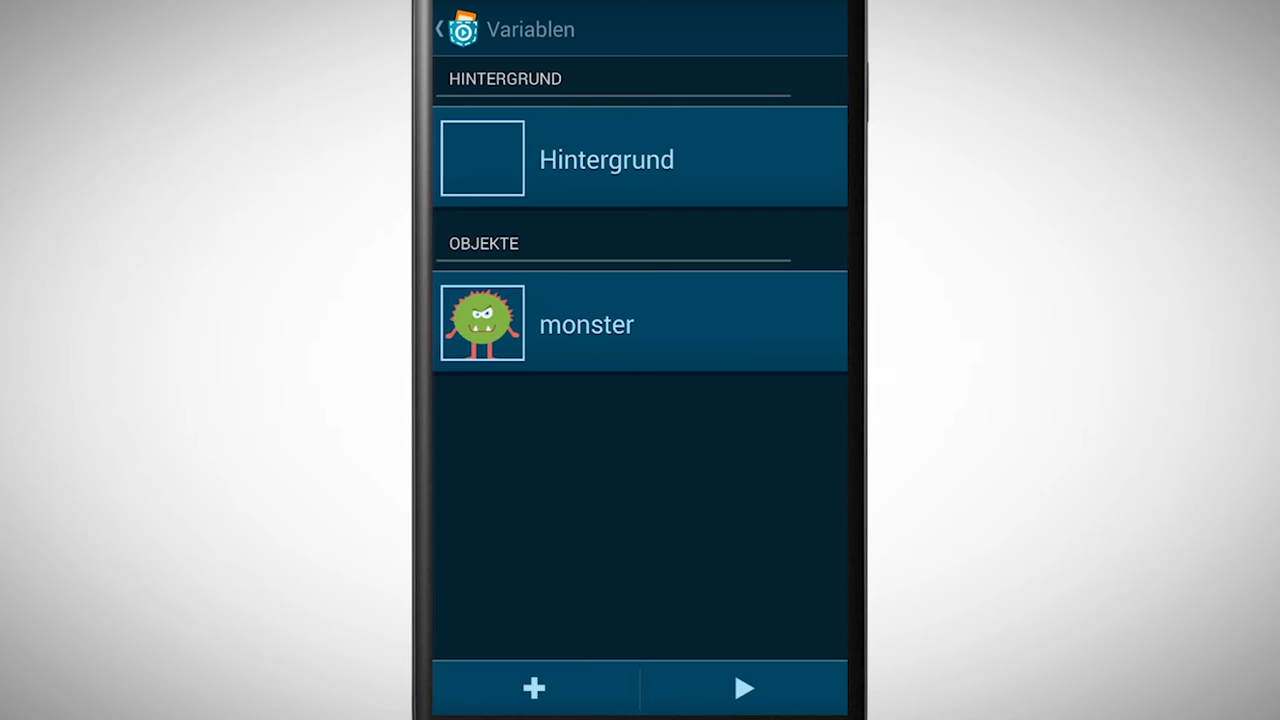 Variablen
HINTERGRUND
Hintergrund
OBJEKTE
monster